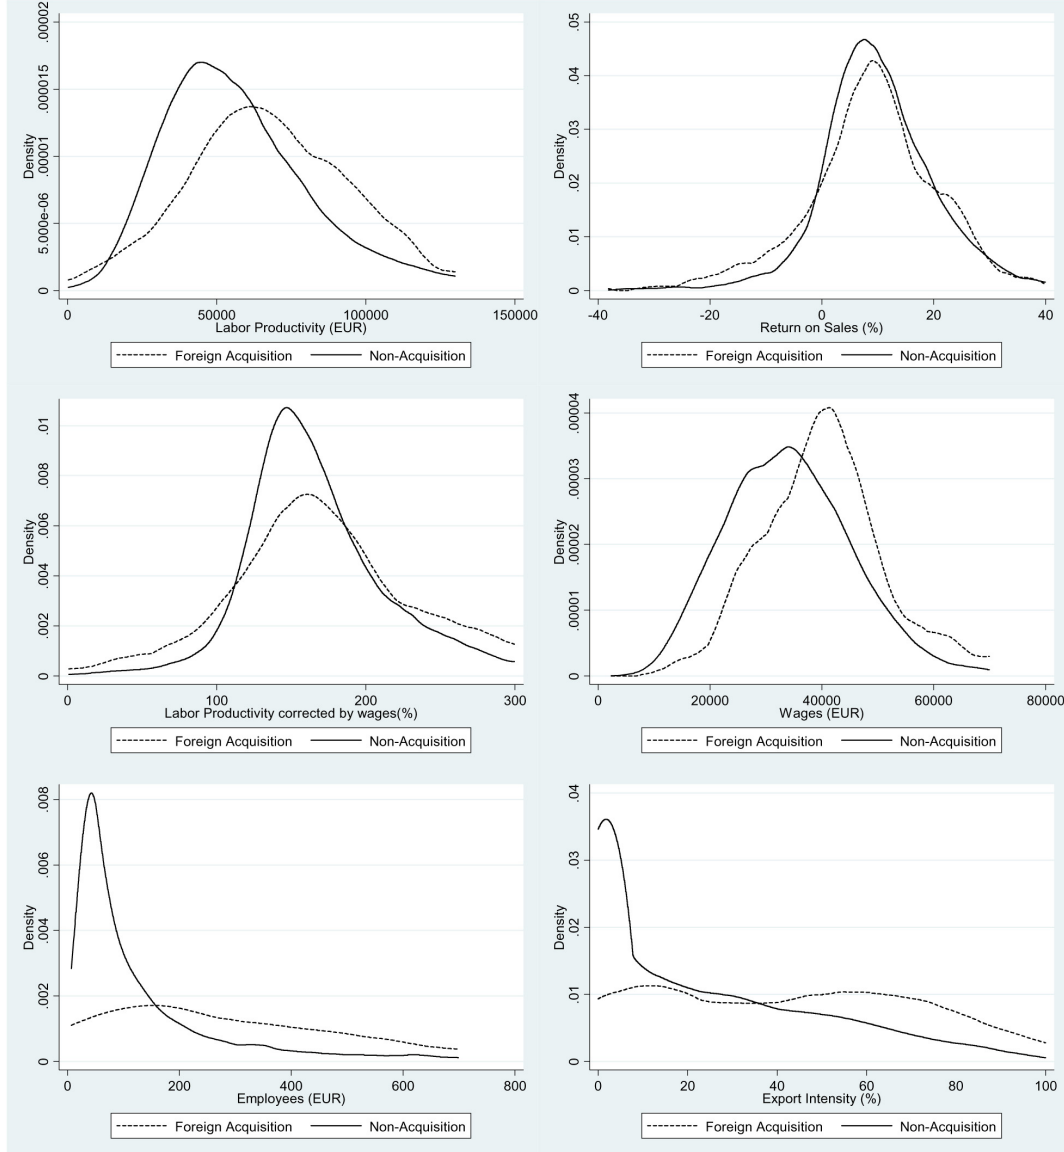 Density
.00002
.000015
.00001
5.000e-06
0
0 50000 100000 150000
Labor Productivity (EUR)
Foreign Acquisition Non-Acquisition
Density
.05
.04
.03
.02
.01
0
-40 -20 0 20 40
Return on Sales (%)
Foreign Acquisition Non-Acquisition
Density
.01
.008
.006
.004
.002
0
0 100 200 300
Labor Productivity corrected by wages(%)
Foreign Acquisition Non-Acquisition
Density
.00004
.00003
.00002
.00001
0
0 20000 40000 60000 80000
Wages (EUR)
Foreign Acquisition Non-Acquisition
Density
.008
.006
.004
.002
0
0 200 400 600 800
Employees (EUR)
Foreign Acquisition Non-Acquisition
Density
.04
.03
.02
.01
0
0 20 40 60 80 100
Export Intensity (%)
Foreign Acquisition Non-Acquisition